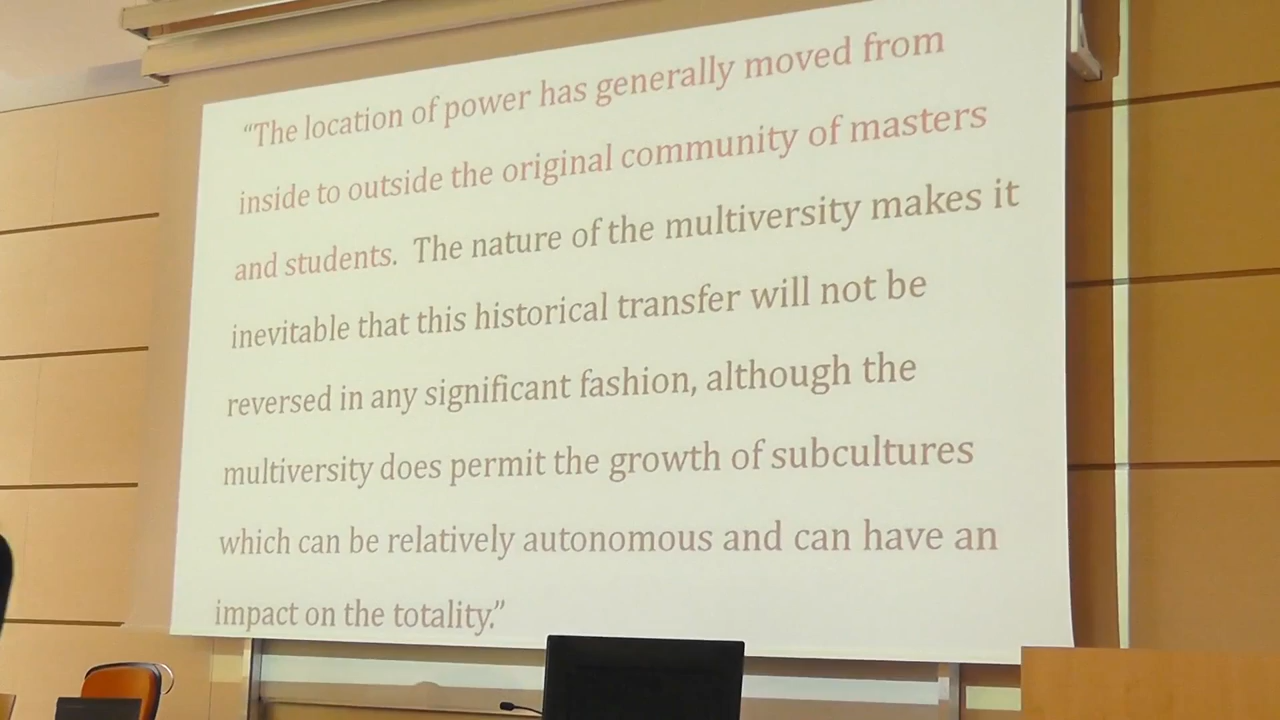 “The location of power has generally moved from
inside to outside the original community of masters
and students. The nature of the multiversity makes it
inevitable that this historical transfer will not be
reversed in any significant fashion, although the
multiversity does permit the growth of subcultures
which can be relatively autonomous and can have an
impact on the totality.”